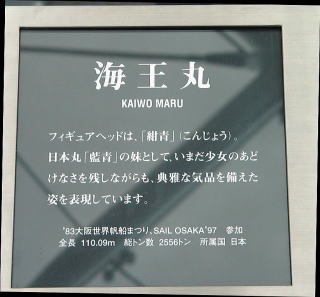 海王丸
KAIWO MARU
フィギュアヘッドは、「紺青」(こんじょう)。
日本丸「藍青」の妹として、いまだ少女のあど
けなさを残しながらも、典雅な気品を備えた
姿を表現しています。
'83大阪世界帆船まつり、SAIL OSAKA'97 参加
全長 110.09m 総トン数 2556トン 所属国 日本